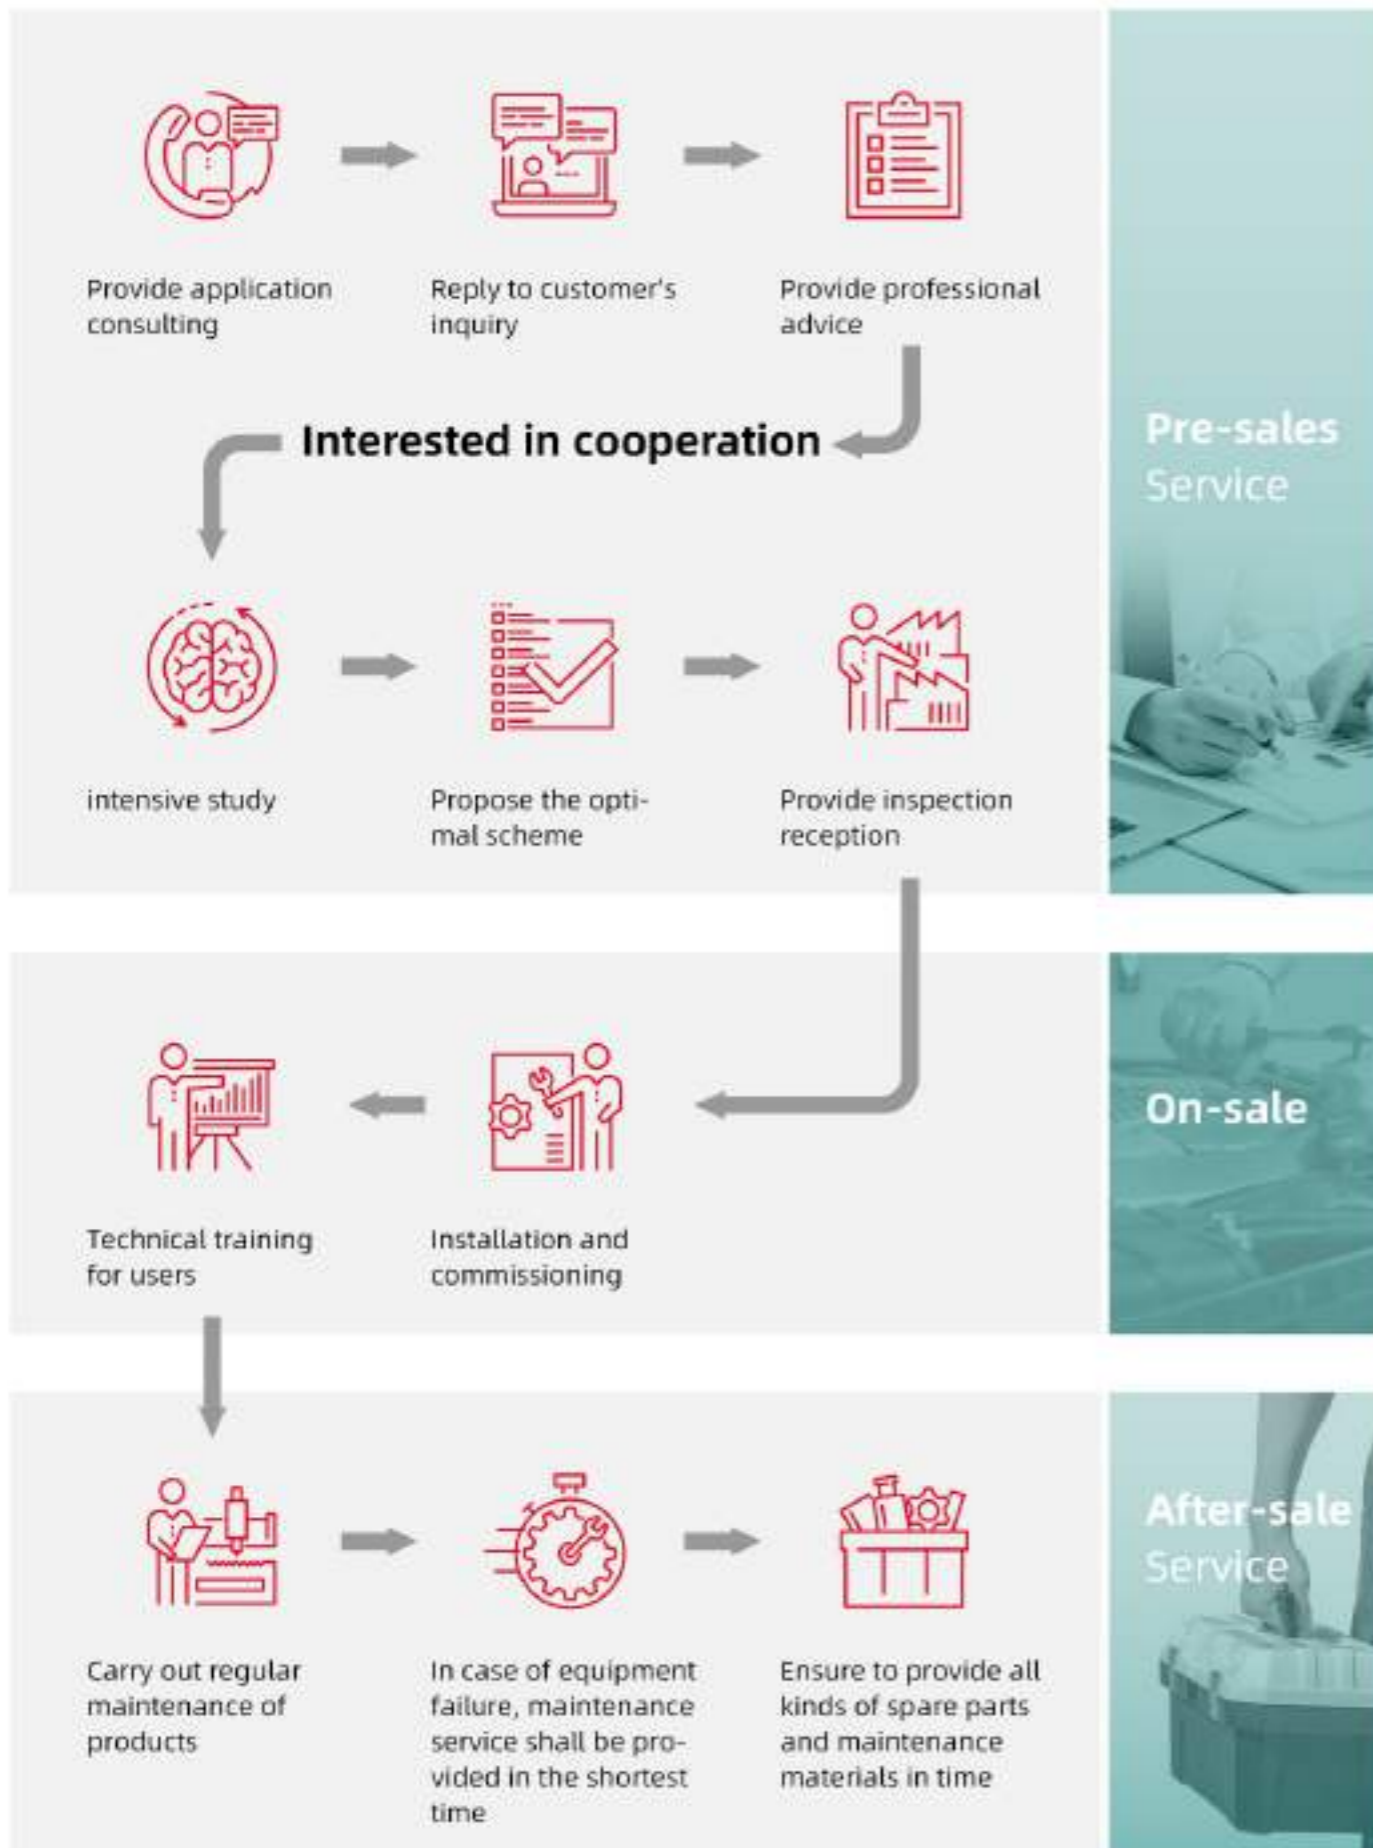 Provide application
consulting
Reply to customer's
inquiry
Provide professional
advice
Interested in cooperation
Pre-sales
Service
intensive study
Propose the opti-
mal scheme
Provide inspection
reception
Technical training
for users
Installation and
commissioning
On-sale
After-sale
Service
Carry out regular
maintenance of
products
In case of equipment
failure, maintenance
service shall be pro-
vided in the shortest
time
Ensure to provide all
kinds of spare parts
and maintenance
materials in time